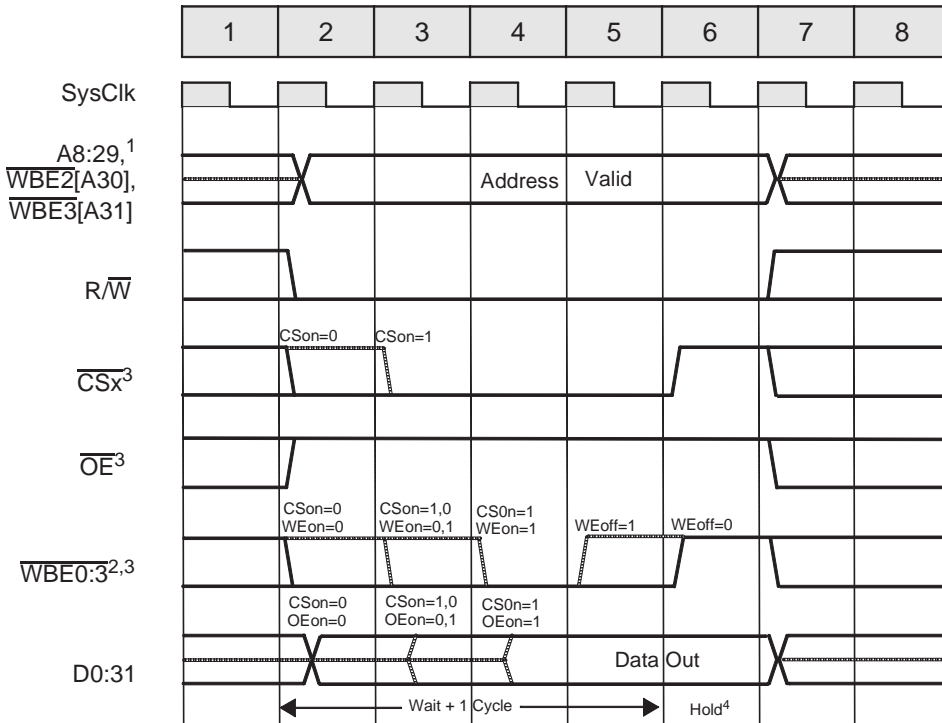 1 2 3 4 5 6 7 8
SysClk
A8:29,1
WBE2[A30],
WBE3[A31]
Address Valid
R/W
CSon=0 CSon=1
CSx3
OE3
CSon=0 CSon=1,0 CS0n=1
WEon=0 WEon=0,1 WEon=1 WEoff=1 WEoff=0
WBE0:32,3
CSon=0 CSon=1,0 CS0n=1
OEon=0 OEon=0,1 OEon=1
D0:31
Data Out
Wait + 1 Cycle
Hold4